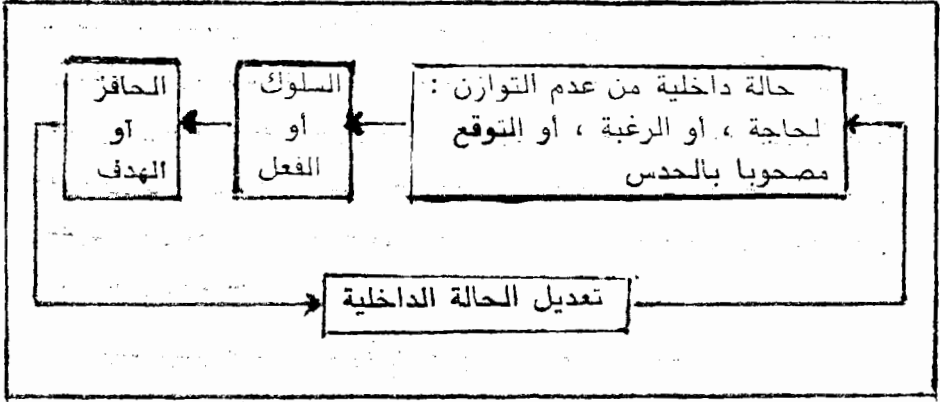 حالة داخلية من عدم التوازن :
لحاجة ، أو الرغبة ، أو التوقع
مصحوبا بالحدس
السلوك
أو
الفعل
الحافز
أو
الهدف
تعديل الحالة الداخلية